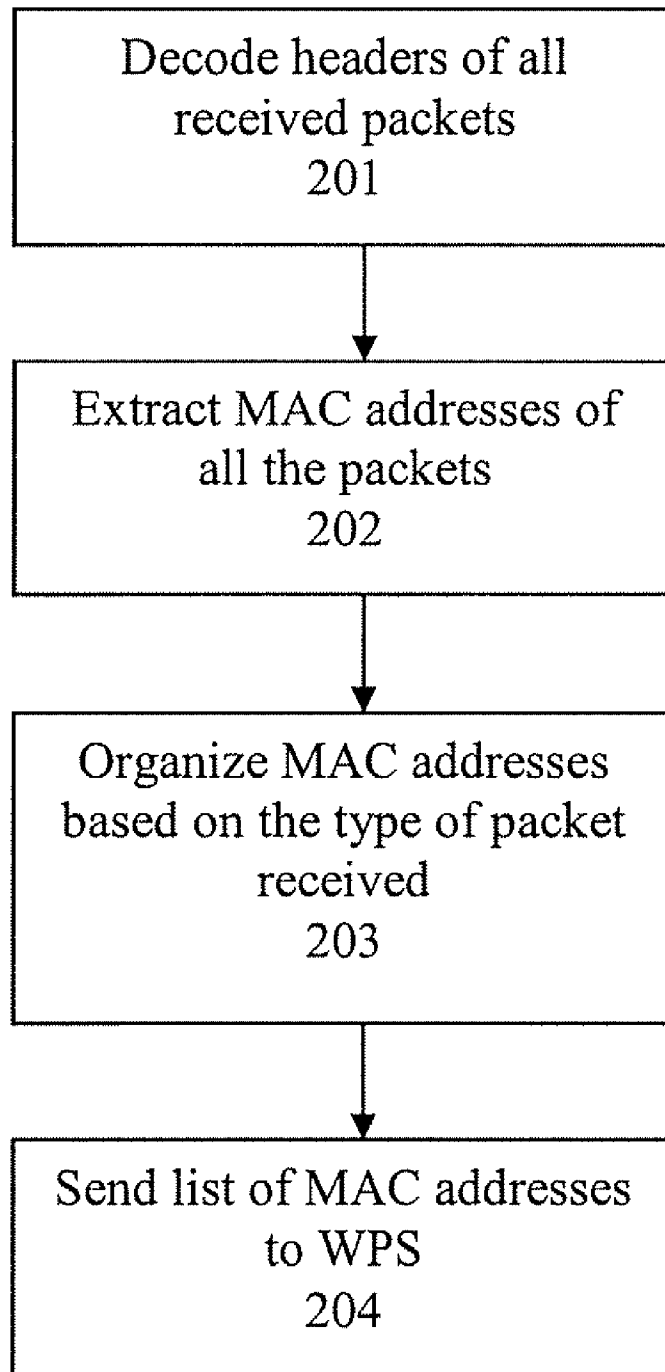 Decode headers of all
received packets
201
Extract MAC addresses of
all the packets
202
Organize MAC addresses
based on the type of packet
received
203
Send list of MAC addresses
to WPS
204